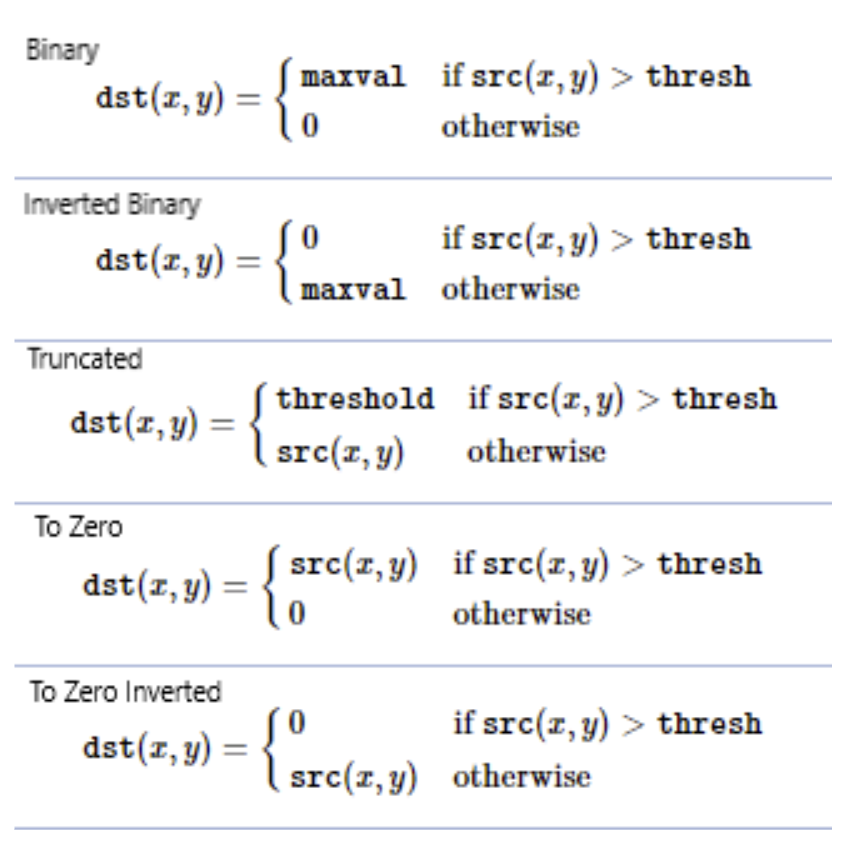 Binary
dst(x, y) = { maxval if src(x, y) > thresh
0 otherwise
Inverted Binary
dst(x, y) = { 0 if src(x, y) > thresh
maxval otherwise
Truncated
dst(x, y) = { threshold if src(x, y) > thresh
src(x, y) otherwise
To Zero
dst(x, y) = { src(x, y) if src(x, y) > thresh
0 otherwise
To Zero Inverted
dst(x, y) = { 0 if src(x, y) > thresh
src(x, y) otherwise